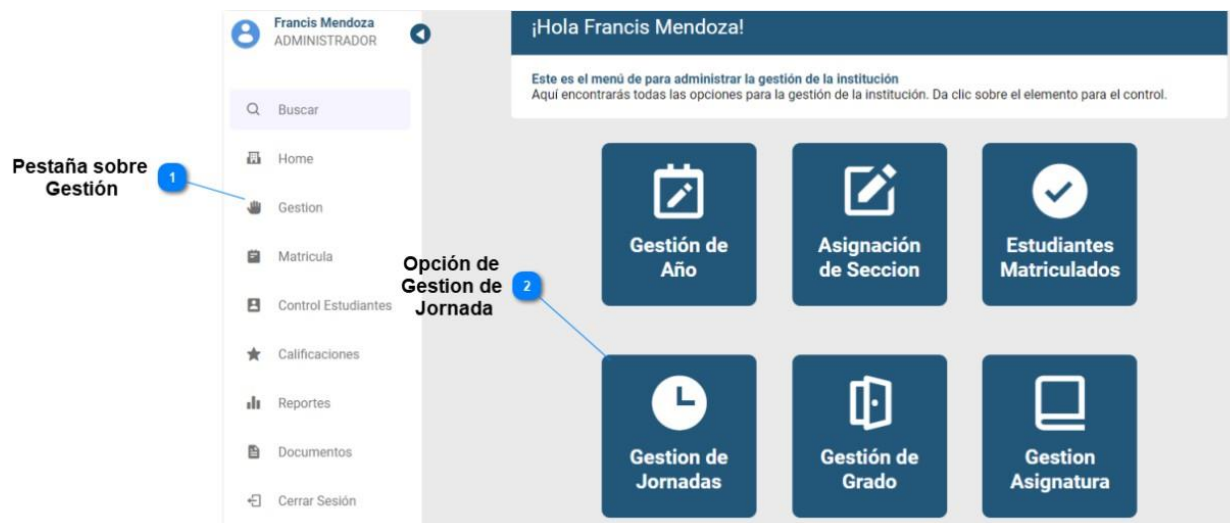 Francis Mendoza
ADMINISTRADOR
Buscar
Home
Gestion
Matricula
Control Estudiantes
Calificaciones
Reportes
Documentos
Cerrar Sesión
Pestaña sobre
Gestión
1
Opción de
Gestion de
Jornada
2
¡Hola Francis Mendoza!
Este es el menú de para administrar la gestión de la institución
Aquí encontrarás todas las opciones para la gestión de la institución. Da clic sobre el elemento para el control.
Gestión de
Año
Asignación
de Seccion
Estudiantes
Matriculados
Gestion de
Jornadas
Gestión de
Grado
Gestion
Asignatura